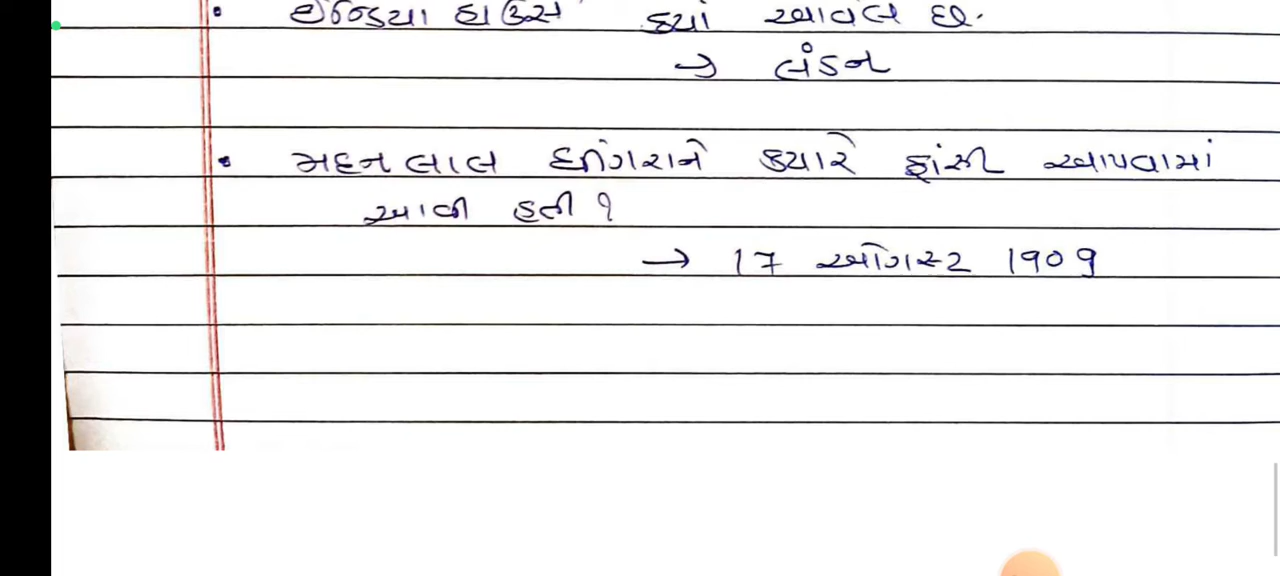 • ઈન્ડિયા હાઉસ ક્યાં આવેલ છે.
→ લંડન
• મદનલાલ ધીંગરાને ક્યારે ફાંસી આપવામાં
આવી હતી ?
→ 17 ઓગસ્ટ 1909